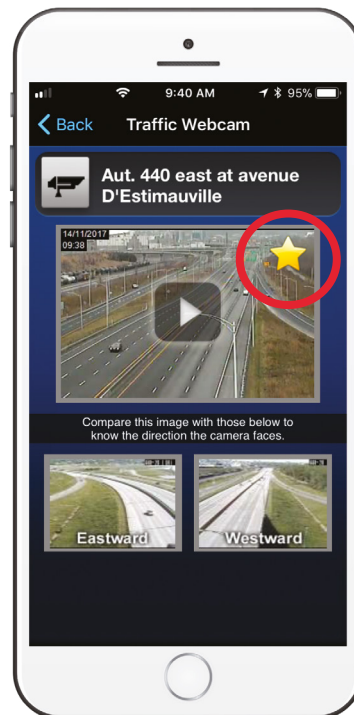 9:40 AM
95%
Back
Traffic Webcam
Aut. 440 east at avenue
D'Estimauville
14/11/2017
09:38
Compare this image with those below to
know the direction the camera faces.
Eastward
Westward